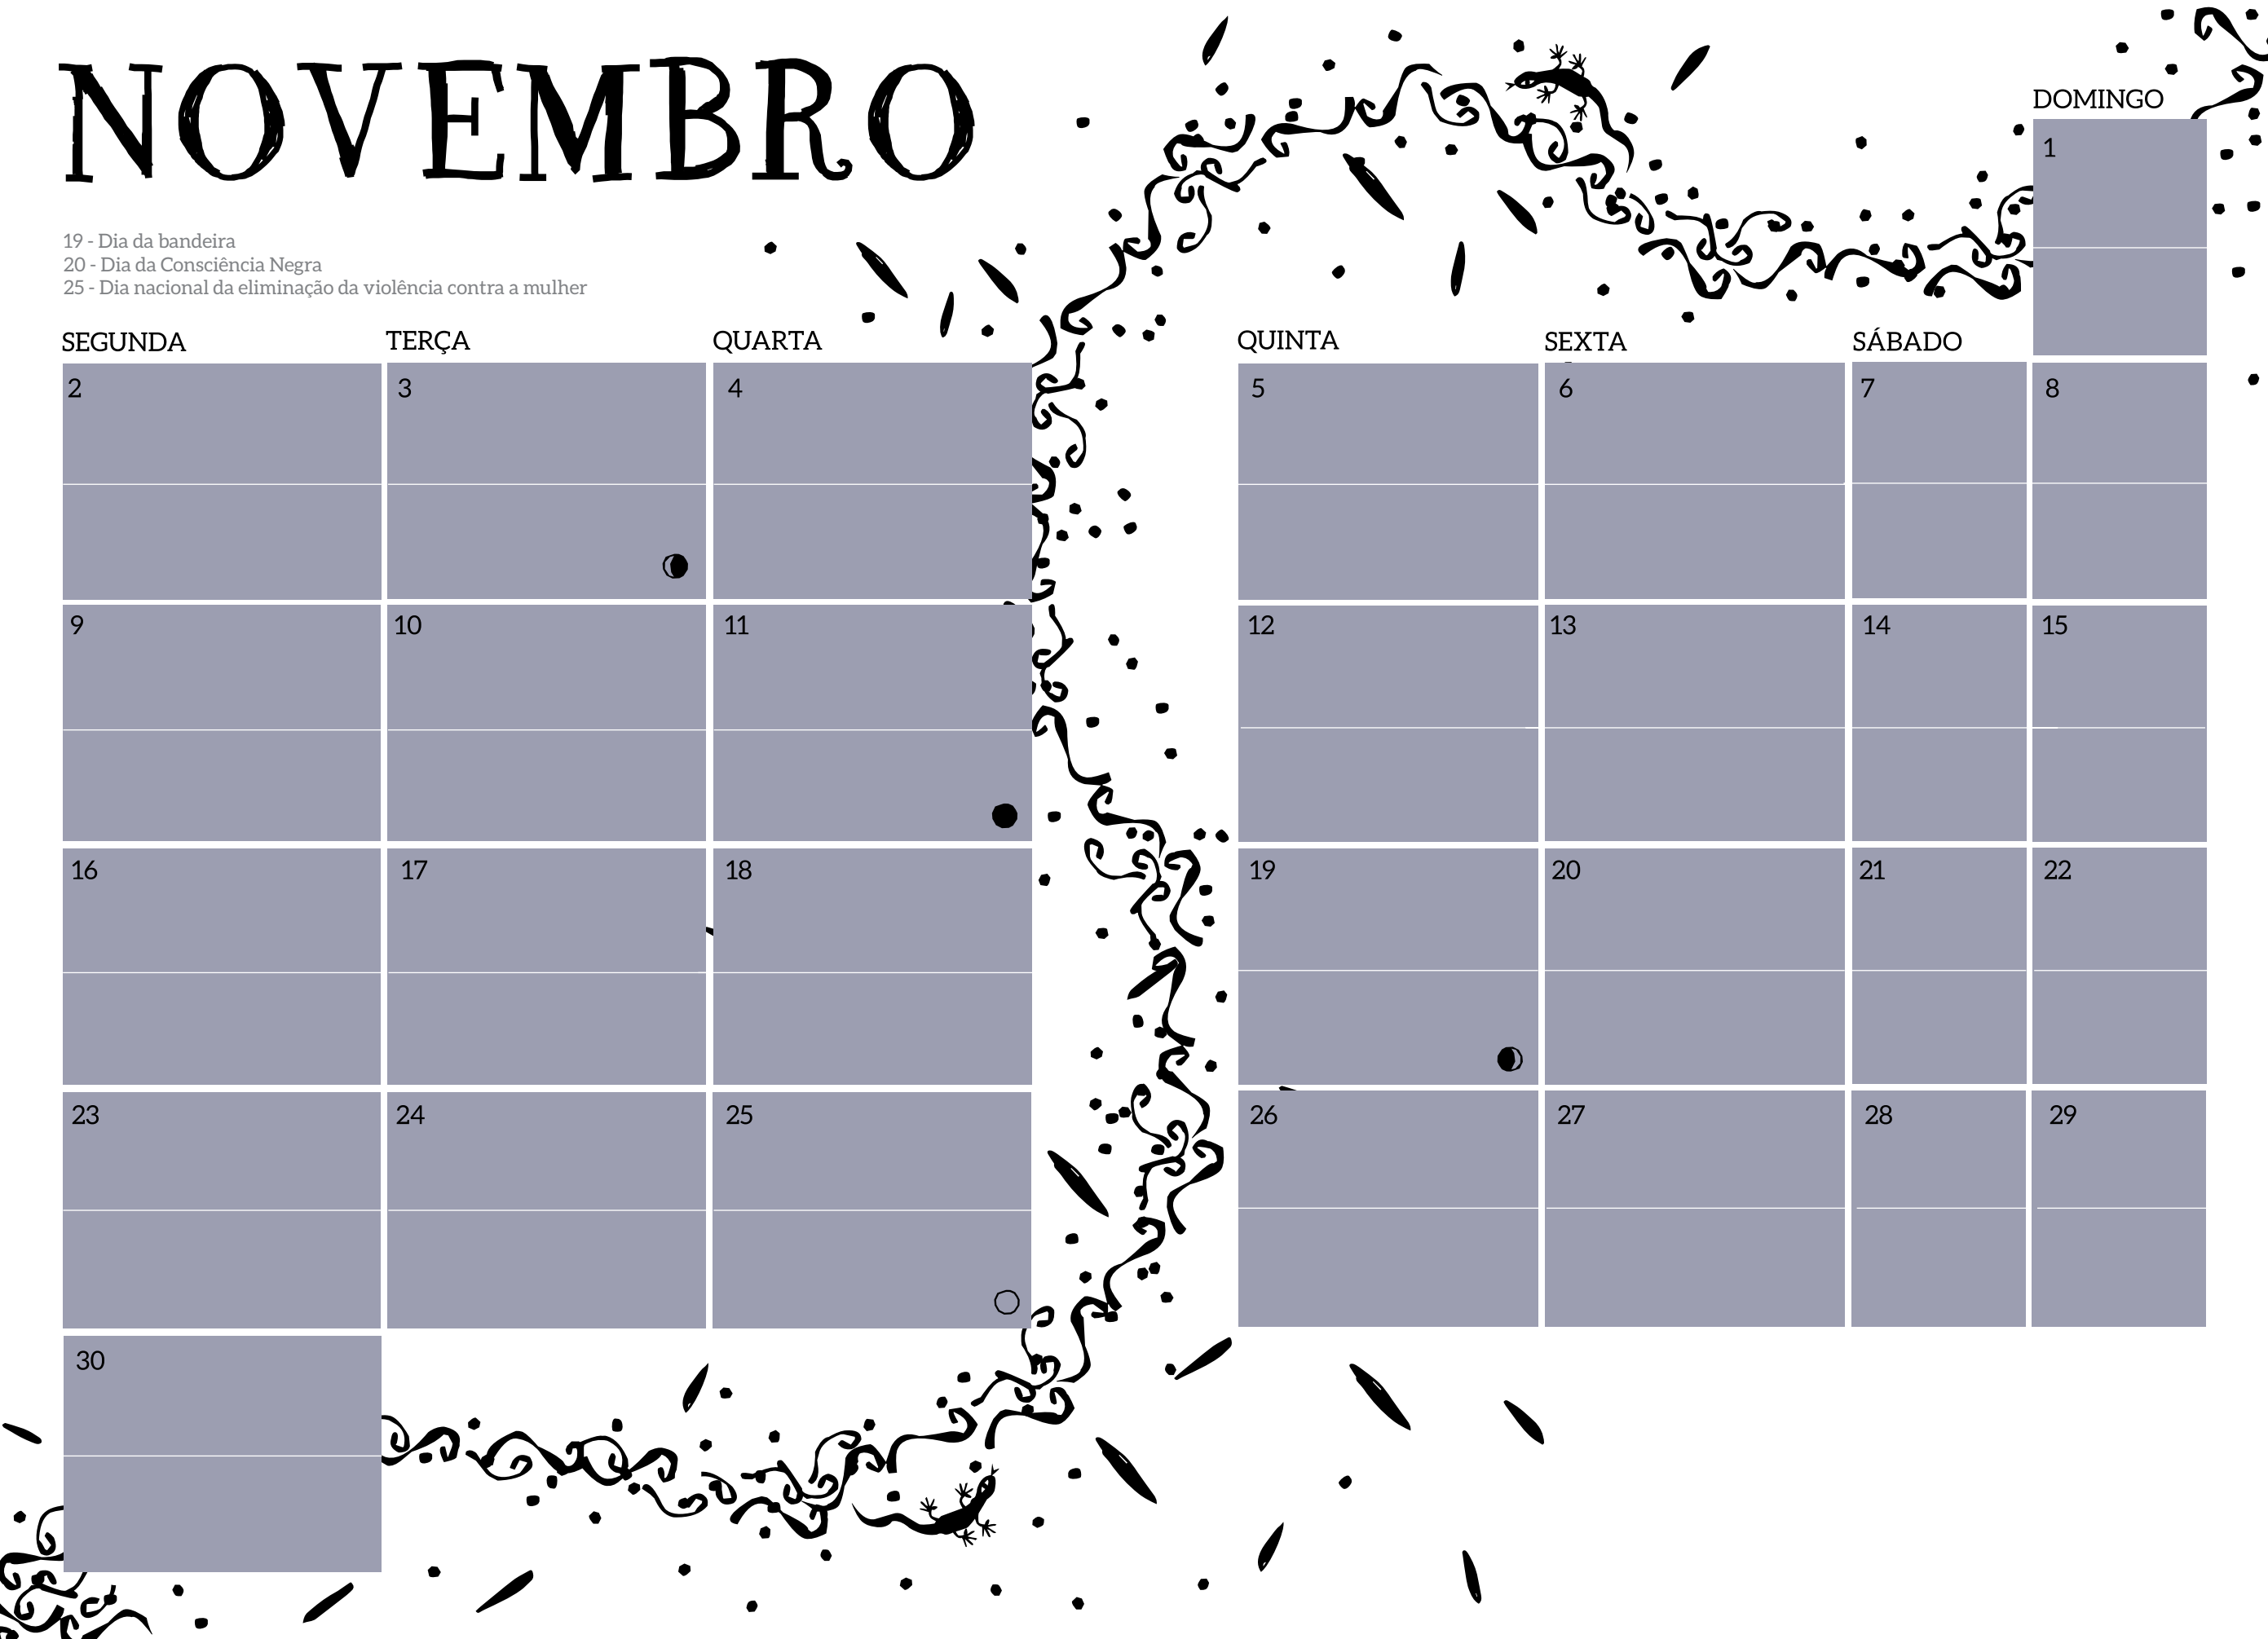 NOVEMBRO
19 - Dia da bandeira
20 - Dia da Consciência Negra
25 - Dia nacional da eliminação da violência contra a mulher
DOMINGO
1
SEGUNDA TERÇA QUARTA QUINTA SEXTA SÁBADO
2 3 4 5 6 7 8
9 10 11 12 13 14 15
16 17 18 19 20 21 22
23 24 25 26 27 28 29
30